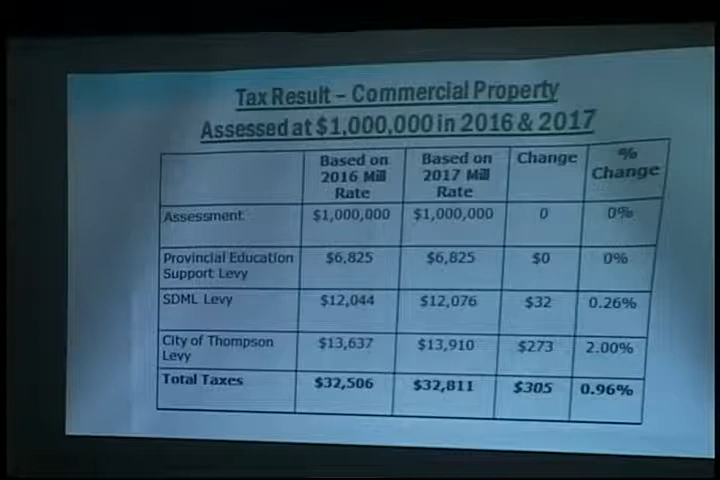 Tax Result - Commercial Property
Assessed at $1,000,000 in 2016 & 2017
Based on 2016 Mill Rate
Based on 2017 Mill Rate
Change
% Change
Assessment $1,000,000 $1,000,000 0 0%
Provincial Education Support Levy $6,825 $6,825 $0 0%
SDML Levy $12,044 $12,076 $32 0.26%
City of Thompson Levy $13,637 $13,910 $273 2.00%
Total Taxes $32,506 $32,811 $305 0.96%